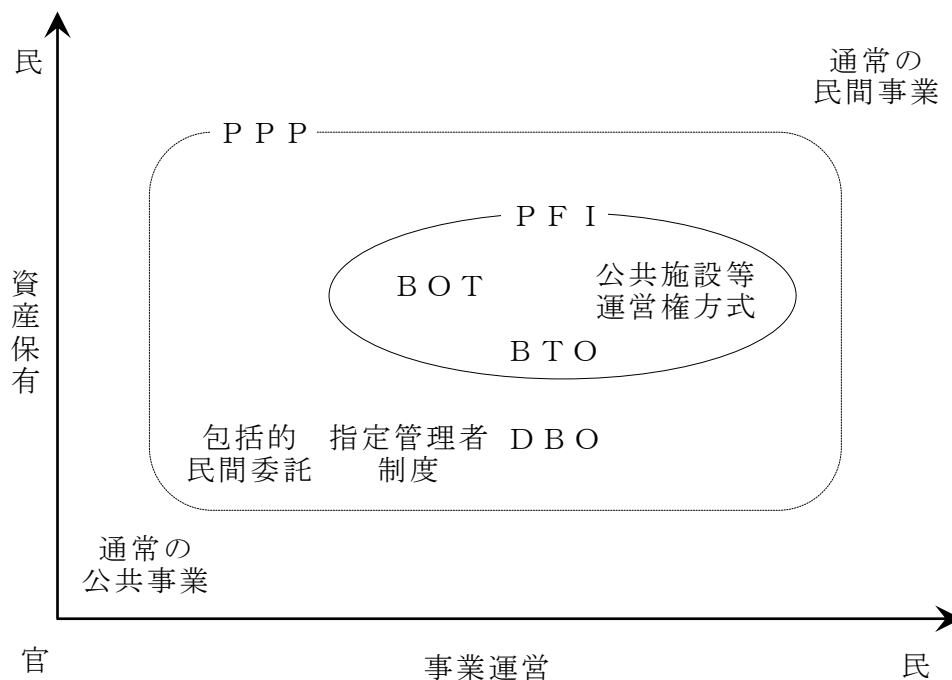 民
通常の
民間事業
ＰＰＰ
ＰＦＩ
ＢＯＴ
公共施設等
運営権方式
ＢＴＯ
資産保有
包括的
民間委託
指定管理者
制度
ＤＢＯ
通常の
公共事業
官
事業運営
民